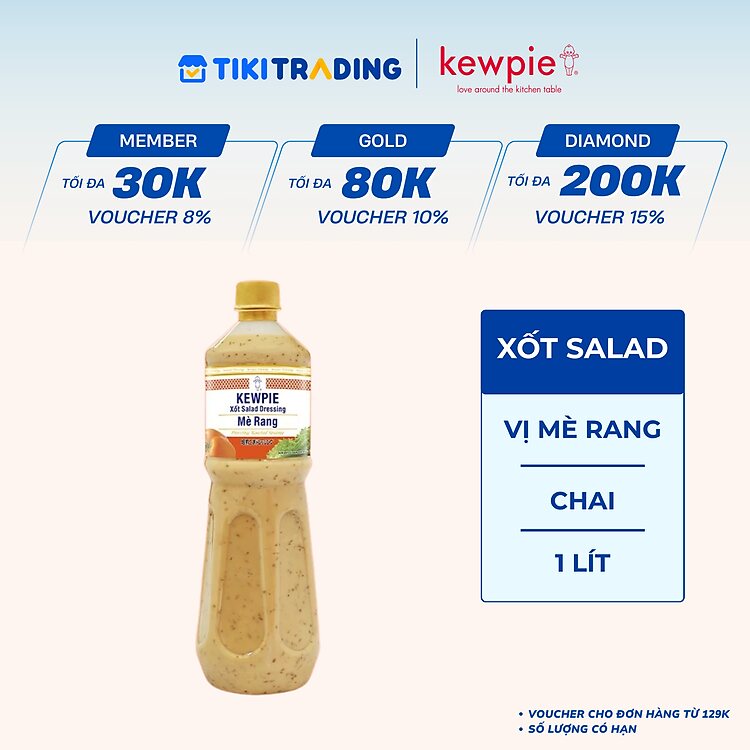 TIKITRADING
kewpie
love around the kitchen table
MEMBER
TỐI ĐA 30K
VOUCHER 8%
GOLD
TỐI ĐA 80K
VOUCHER 10%
DIAMOND
TỐI ĐA 200K
VOUCHER 15%
KEWPIE
Xốt Salad Dressing
Mè Rang
XỐT SALAD
VỊ MÈ RANG
CHAI
1 LÍT
• VOUCHER CHO ĐƠN HÀNG TỪ 129K
• SỐ LƯỢNG CÓ HẠN